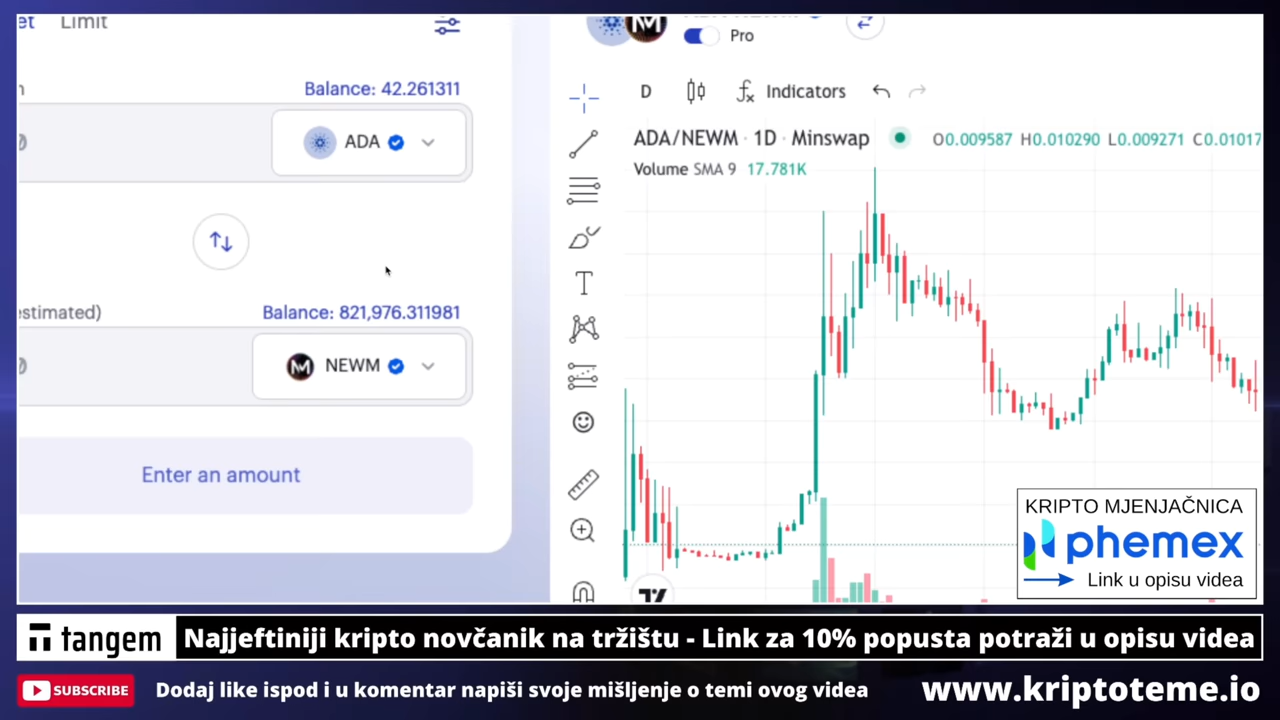 et Limit
Balance: 42.261311
ADA
estimated)
Balance: 821,976.311981
NEWM
Enter an amount
Pro
D Indicators
ADA/NEWM · 1D · Minswap O0.009587 H0.010290 L0.009271 C0.01017
Volume SMA 9 17.781K
KRIPTO MJENJAČNICA
phemex
Link u opisu videa
tangem Najjeftiniji kripto novčanik na tržištu - Link za 10% popusta potraži u opisu videa
SUBSCRIBE Dodaj like ispod i u komentar napiši svoje mišljenje o temi ovog videa www.kriptoteme.io